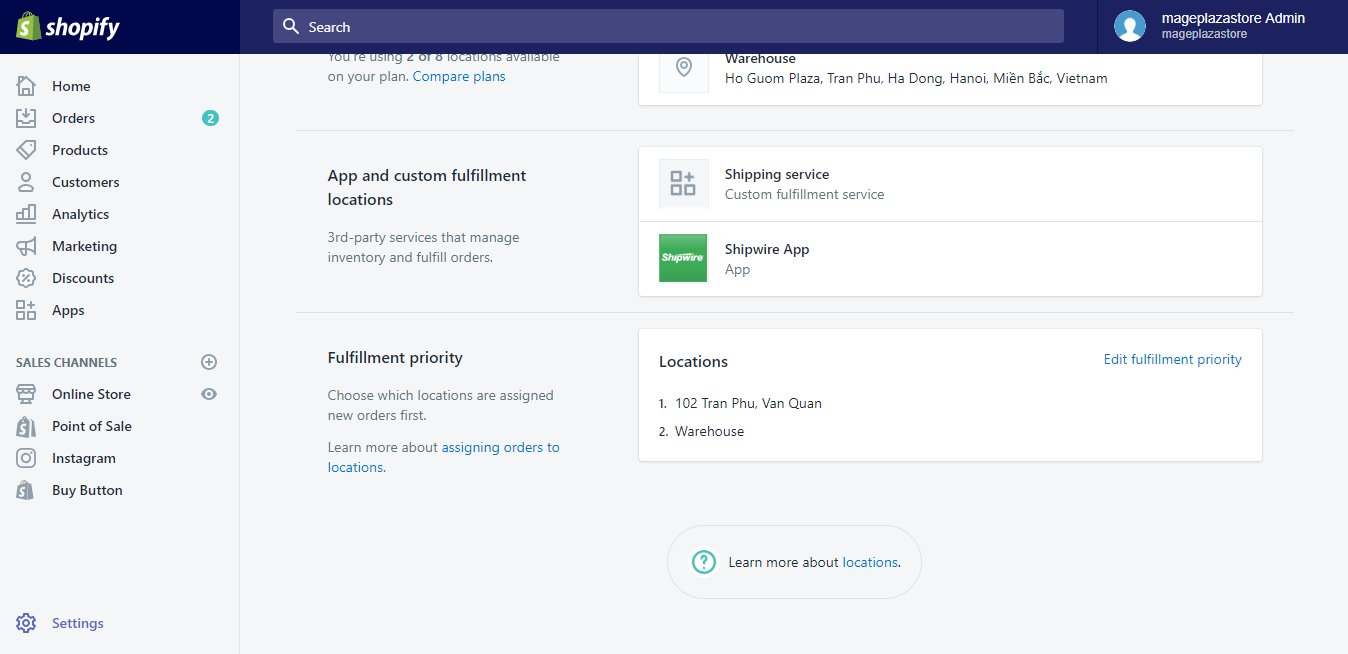 shopify
Search
mageplazastore Admin
mageplazastore
Home
Orders
2
Products
Customers
Analytics
Marketing
Discounts
Apps
SALES CHANNELS
Online Store
Point of Sale
Instagram
Buy Button
Settings
You're using 2 of 8 locations available
on your plan. Compare plans
Warehouse
Ho Guom Plaza, Tran Phu, Ha Dong, Hanoi, Miền Bắc, Vietnam
App and custom fulfillment
locations
3rd-party services that manage
inventory and fulfill orders.
Shipping service
Custom fulfillment service
Shipwire
Shipwire App
App
Fulfillment priority
Choose which locations are assigned
new orders first.
Learn more about assigning orders to
locations.
Locations
Edit fulfillment priority
1. 102 Tran Phu, Van Quan
2. Warehouse
Learn more about locations.